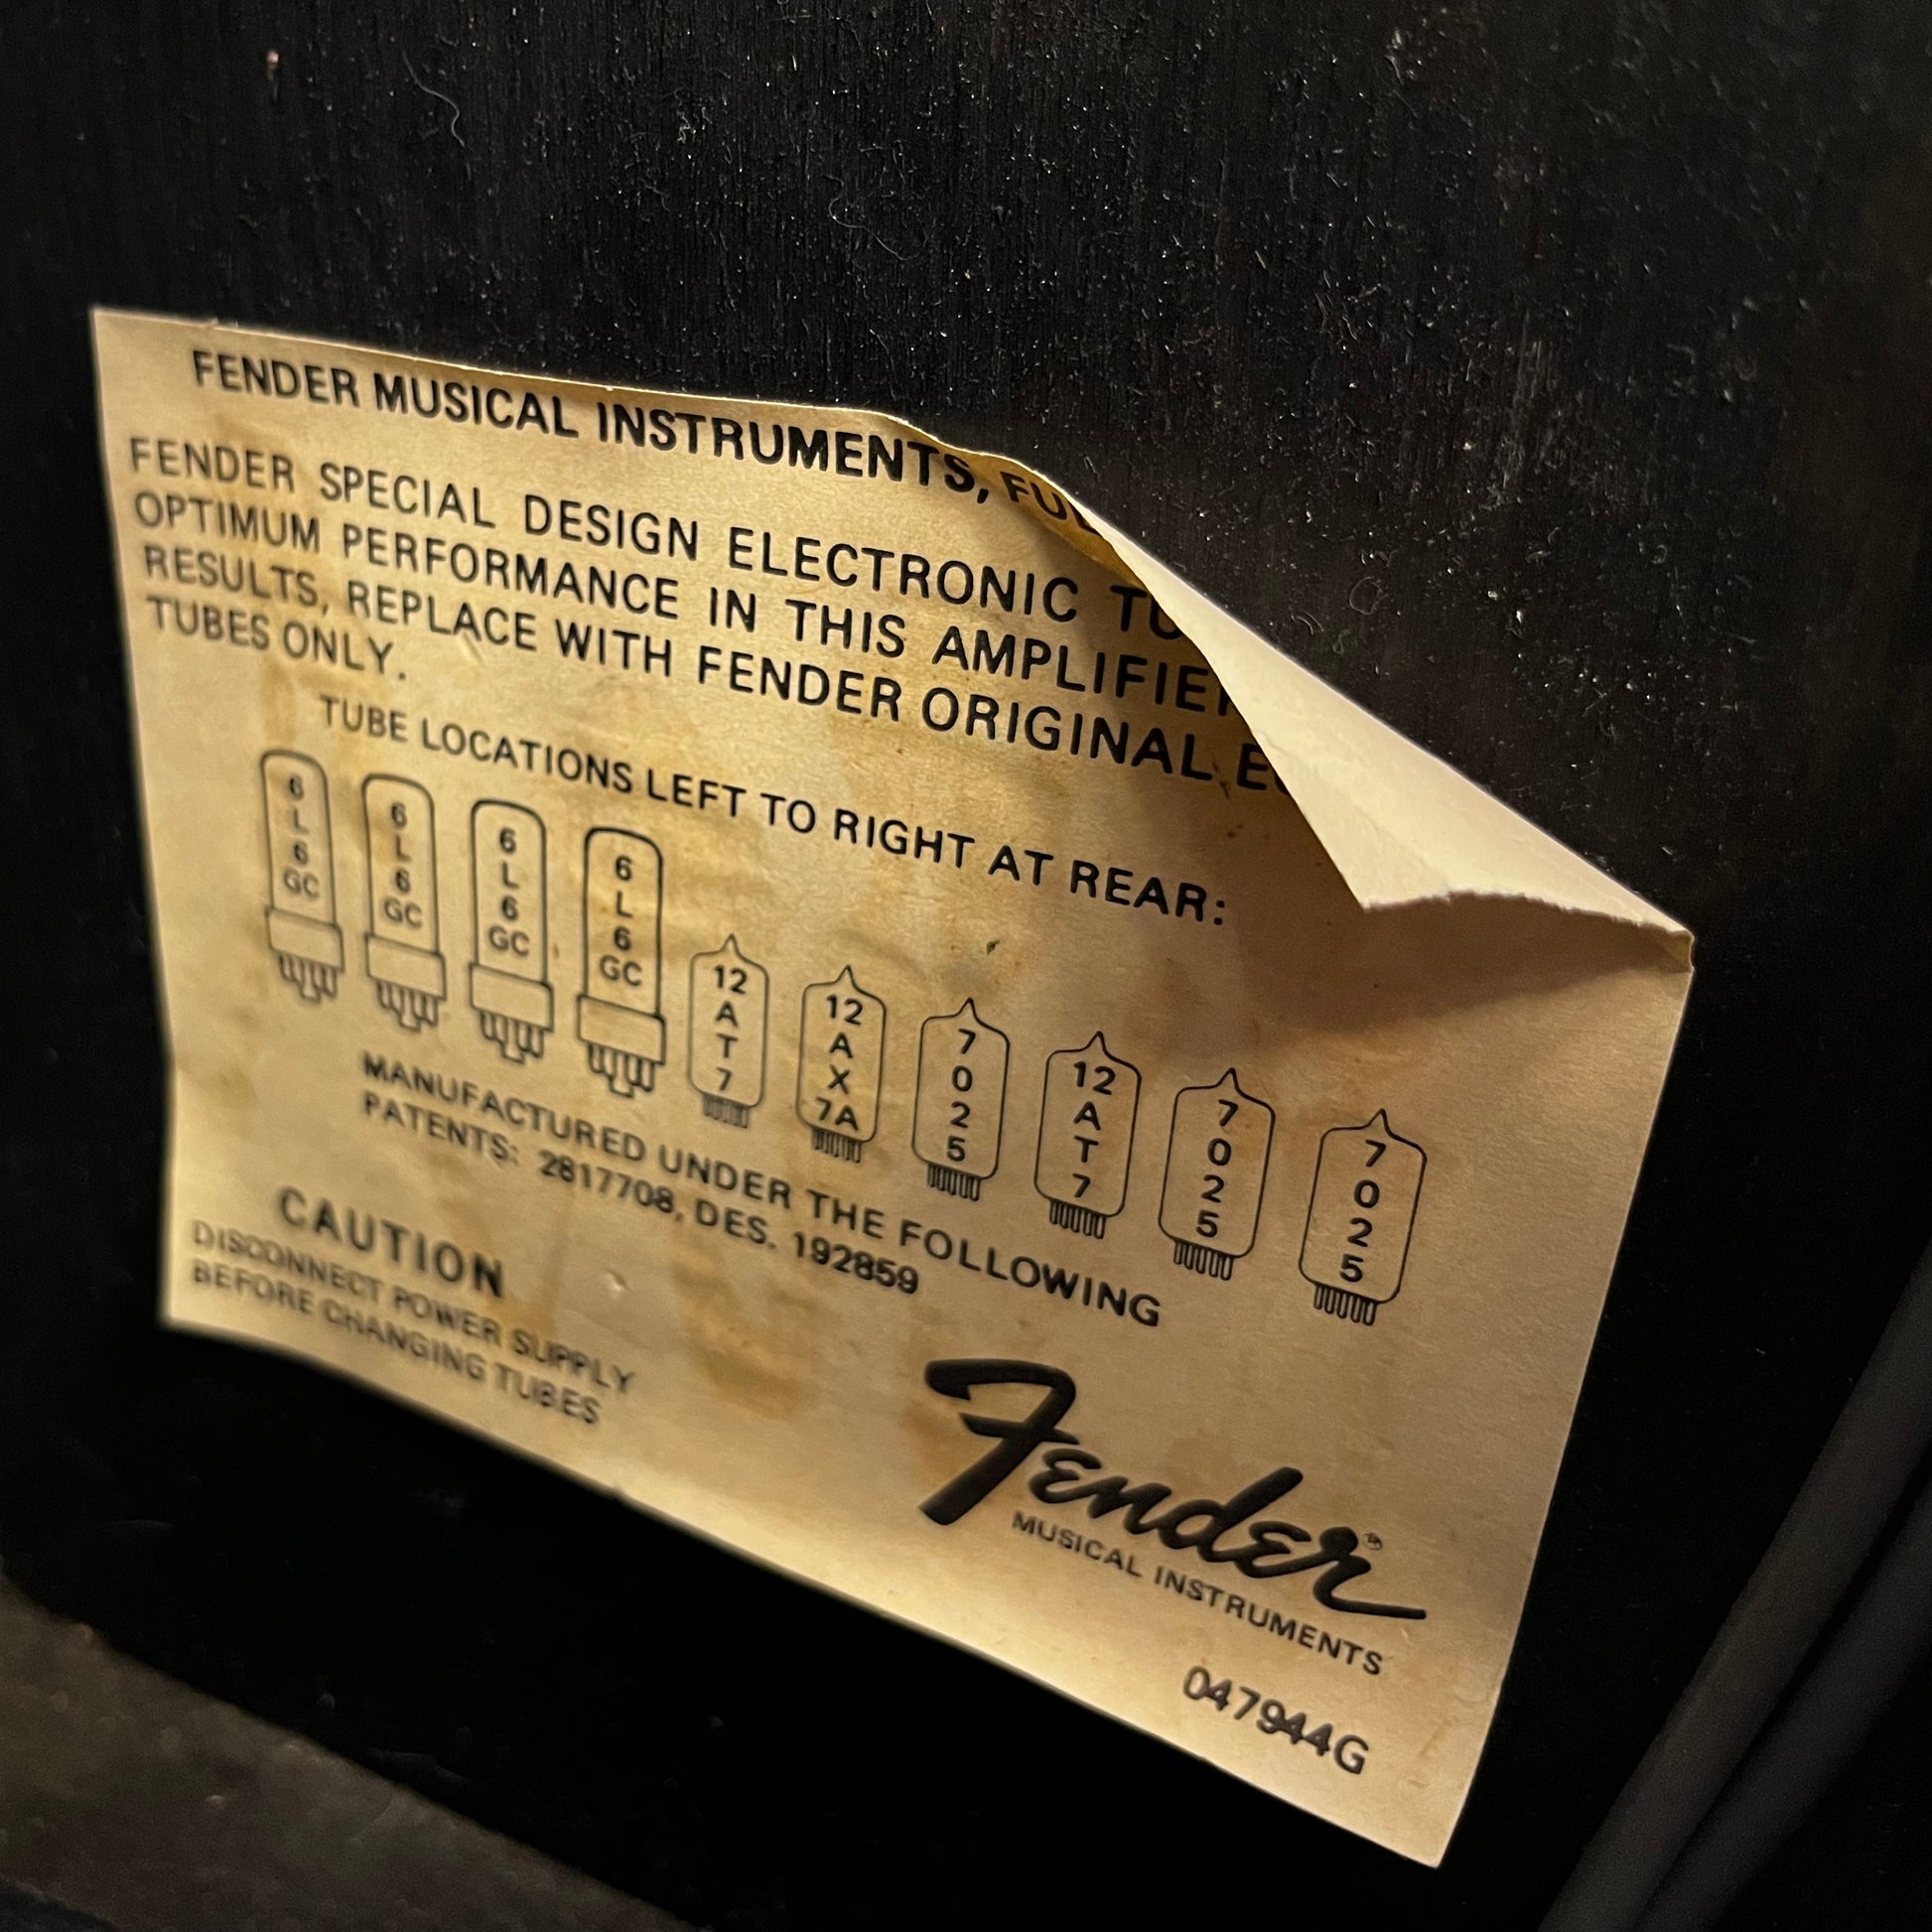 FENDER MUSICAL INSTRUMENTS,
FENDER SPECIAL DESIGN ELECTRONIC
OPTIMUM PERFORMANCE IN THIS
RESULTS, REPLACE WITH FENDER ORIGINAL
TUBES ONLY.
TUBE LOCATIONS LEFT TO RIGHT AT REAR:
6L6GC 6L6GC 6L6GC 6L6GC 12AT7 12AX7A 7025 12AT7 7025 7025
MANUFACTURED UNDER THE FOLLOWING
PATENTS: 2817708, DES. 192859
CAUTION
DISCONNECT POWER SUPPLY
BEFORE CHANGING TUBES
Fender
MUSICAL INSTRUMENTS
047944G